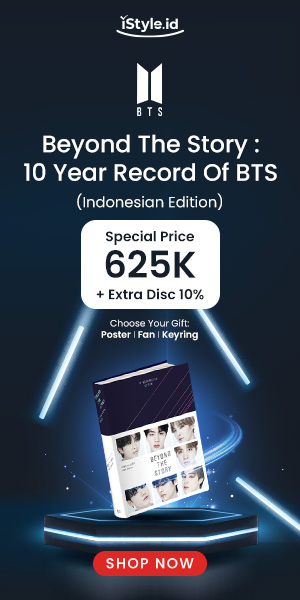 iStyle.id
BTS
Beyond The Story :
10 Year Record Of BTS
(Indonesian Edition)
Special Price
625K
+ Extra Disc 10%
Choose Your Gift:
Poster | Fan | Keyring
BEYOND
THE
STORY
SHOP NOW